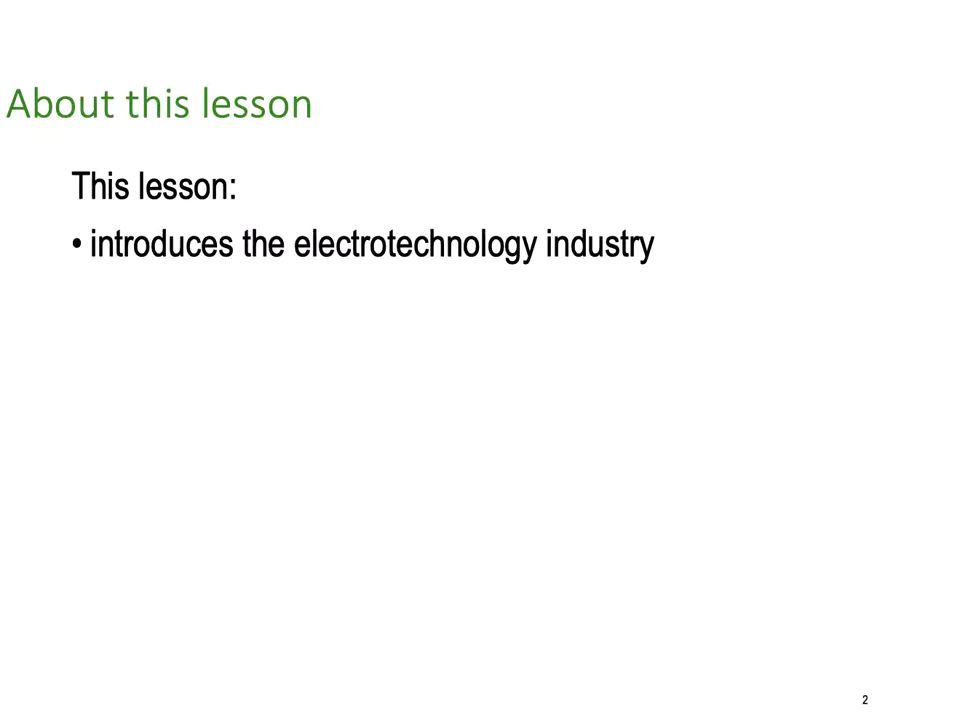 About this lesson
This lesson:
• introduces the electrotechnology industry
2